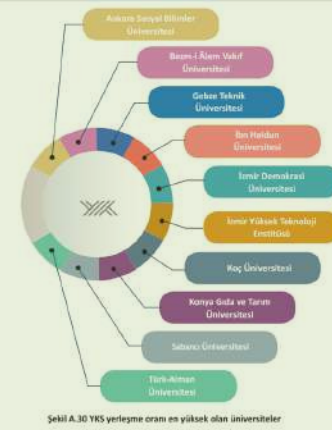 Ankara Sosyal Bilimler
Üniversitesi
Bezm-i Âlem Vakıf
Üniversitesi
Gebze Teknik
Üniversitesi
İbn Haldun
Üniversitesi
İzmir Demokrasi
Üniversitesi
İzmir Yüksek Teknoloji
Enstitüsü
Koç Üniversitesi
Konya Gıda ve Tarım
Üniversitesi
Sabancı Üniversitesi
Türk-Alman
Üniversitesi
Şekil A.30 YKS yerleşme oranı en yüksek olan üniversiteler